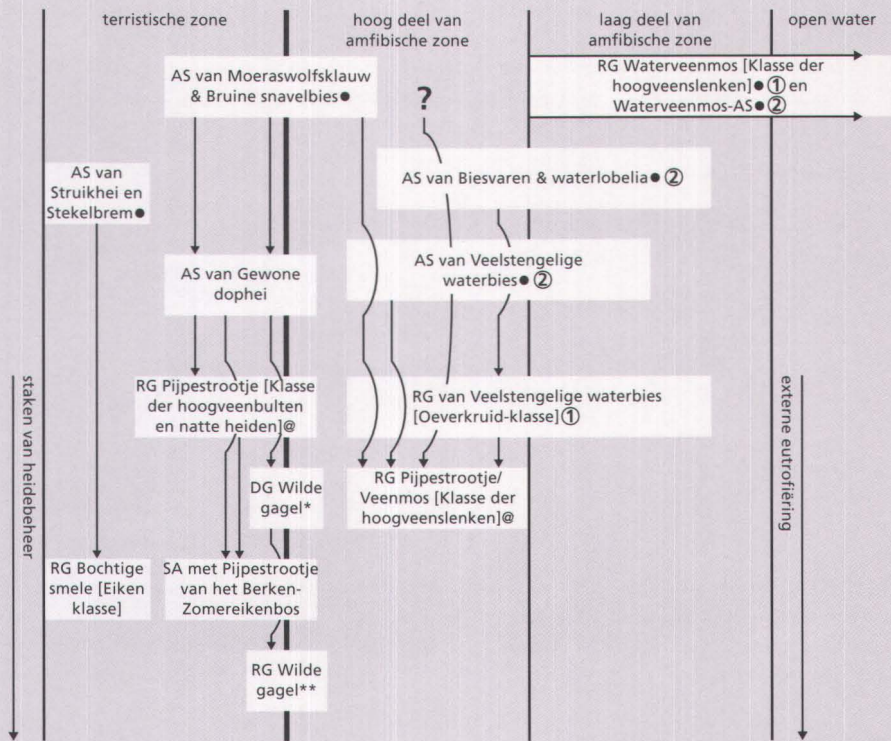 terristische zone
hoog deel van
amfibische zone
laag deel van
amfibische zone
open water
AS van Moeraswolfsklauw
& Bruine snavelbies●
?
RG Waterveenmos [Klasse der
hoogveenslenken]● ① en
Waterveenmos-AS● ②
AS van
Struikhei en
Stekelbrem●
AS van Biesvaren & waterlobelia● ②
AS van Gewone
dophei
AS van Veelstengelige
waterbies● ②
RG Pijpestrootje [Klasse
der hoogveenbulten
en natte heiden]@
RG van Veelstengelige waterbies
[Oeverkruid-klasse] ①
DG Wilde
gagel*
RG Pijpestrootje/
Veenmos [Klasse der
hoogveenslenken]@
RG Bochtige
smele [Eiken
klasse]
SA met Pijpestrootje
van het Berken-
Zomereikenbos
RG Wilde
gagel**
staken van heidebeheer
externe eutrofiëring